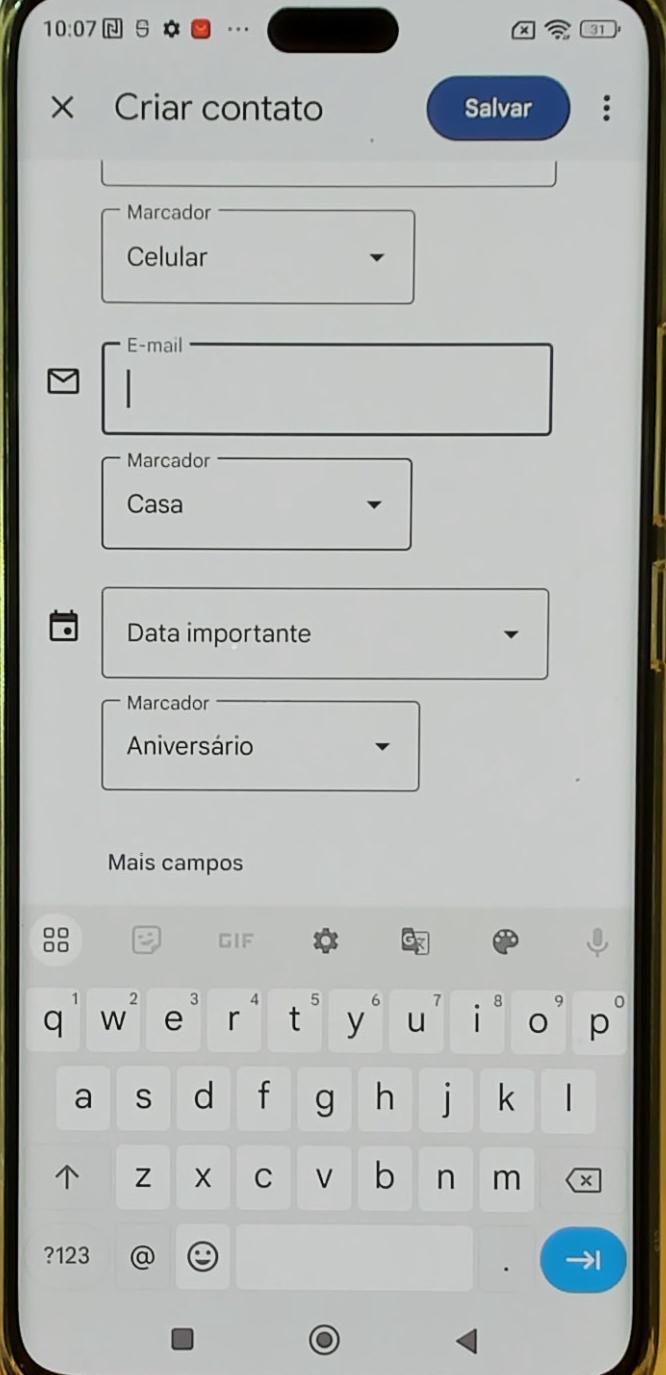 10:07 ... 31
Criar contato Salvar
Marcador
Celular
E-mail
Marcador
Casa
Data importante
Marcador
Aniversário
Mais campos
GIF
1 2 3 4 5 6 7 8 9 0
q w e r t y u i o p
a s d f g h j k l
z x c v b n m
?123 @ .